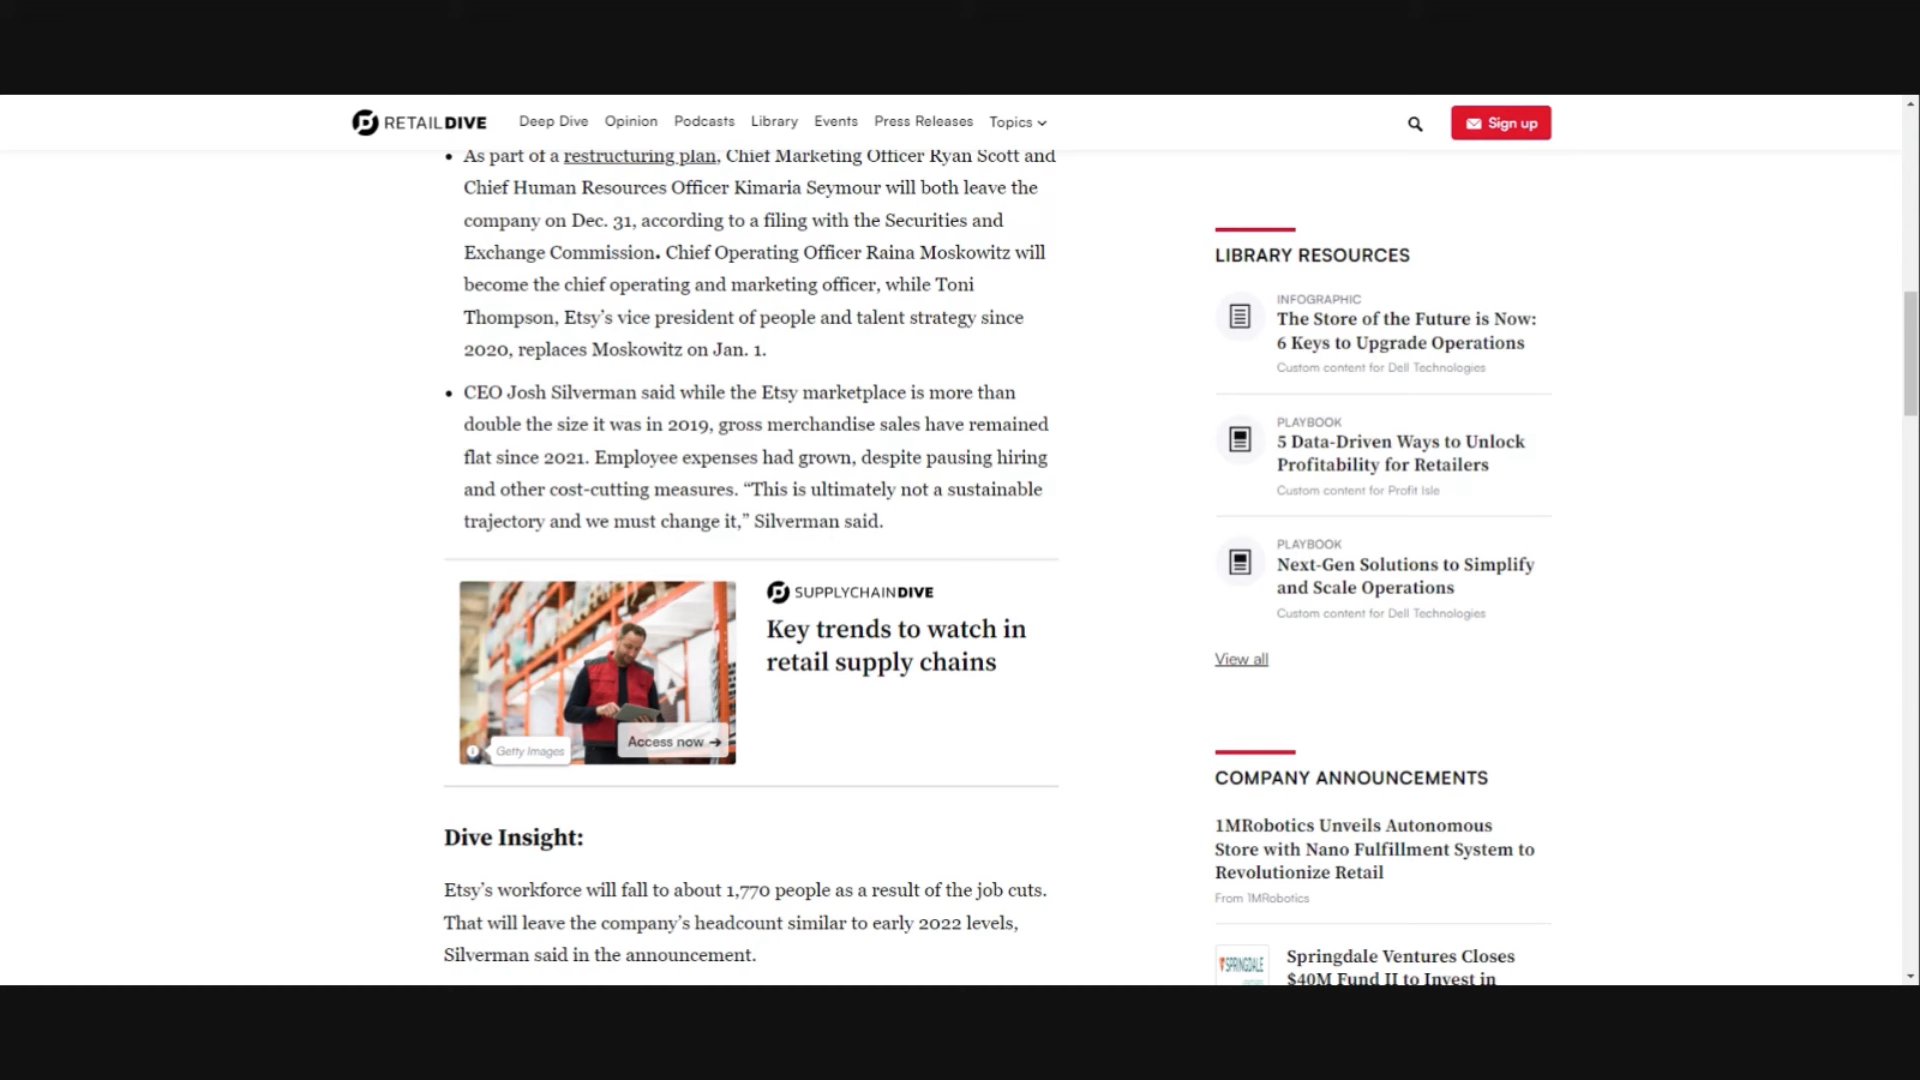 RETAILDIVE
Deep Dive
Opinion
Podcasts
Library
Events
Press Releases
Topics
Sign up
• As part of a restructuring plan, Chief Marketing Officer Ryan Scott and
Chief Human Resources Officer Kimaria Seymour will both leave the
company on Dec. 31, according to a filing with the Securities and
Exchange Commission. Chief Operating Officer Raina Moskowitz will
become the chief operating and marketing officer, while Toni
Thompson, Etsy’s vice president of people and talent strategy since
2020, replaces Moskowitz on Jan. 1.
• CEO Josh Silverman said while the Etsy marketplace is more than
double the size it was in 2019, gross merchandise sales have remained
flat since 2021. Employee expenses had grown, despite pausing hiring
and other cost-cutting measures. “This is ultimately not a sustainable
trajectory and we must change it,” Silverman said.
SUPPLYCHAINDIVE
Key trends to watch in
retail supply chains
Getty Images
Access now →
Dive Insight:
Etsy’s workforce will fall to about 1,770 people as a result of the job cuts.
That will leave the company’s headcount similar to early 2022 levels,
Silverman said in the announcement.
LIBRARY RESOURCES
INFOGRAPHIC
The Store of the Future is Now:
6 Keys to Upgrade Operations
Custom content for Dell Technologies
PLAYBOOK
5 Data-Driven Ways to Unlock
Profitability for Retailers
Custom content for Profit Isle
PLAYBOOK
Next-Gen Solutions to Simplify
and Scale Operations
Custom content for Dell Technologies
View all
COMPANY ANNOUNCEMENTS
1MRobotics Unveils Autonomous
Store with Nano Fulfillment System to
Revolutionize Retail
From 1MRobotics
SPRINGDALE
Springdale Ventures Closes
$40M Fund II to Invest in